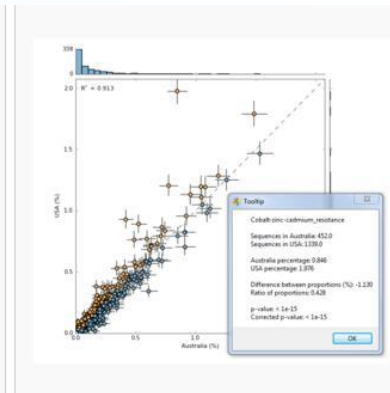 338
0
2.0
R² = 0.913
1.5
USA (%)
1.0
0.5
0.0
0.0
0.5
1.0
Australia (%)
Tooltip
Cobalt-zinc-cadmium_resistance
Sequences in Australia: 452.0
Sequences in USA: 1339.0
Australia percentage: 0.846
USA percentage: 1.976
Difference between proportions (%): -1.130
Ratio of proportions: 0.428
p-value: < 1e-15
Corrected p-value: < 1e-15
OK